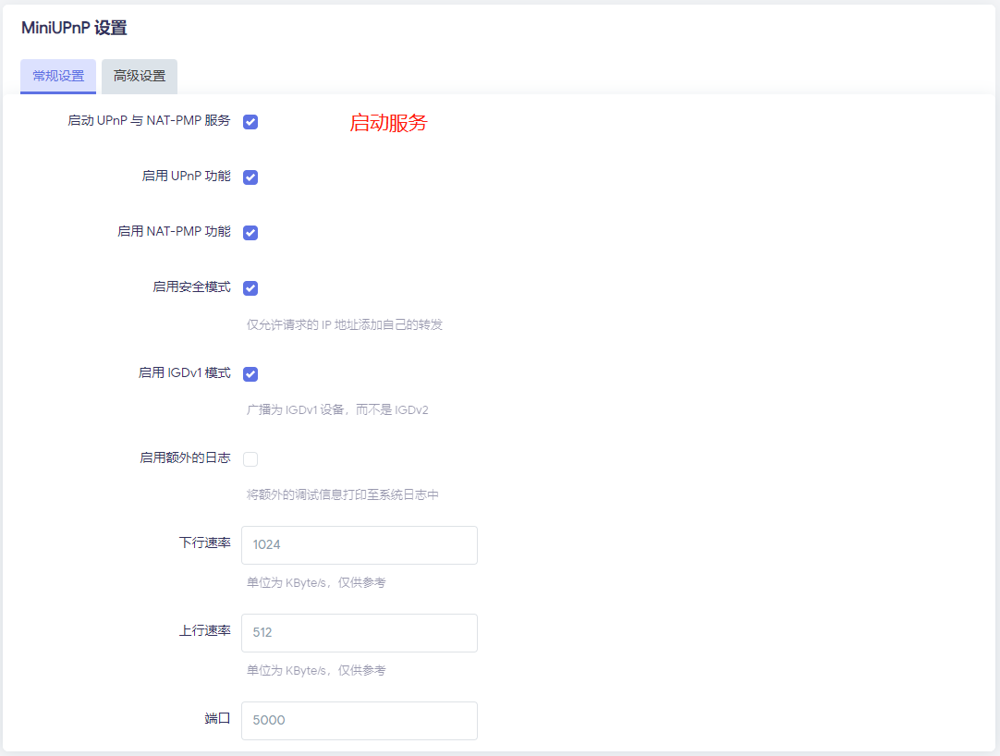 MiniUPnP 设置
常规设置 高级设置
启动 UPnP 与 NAT-PMP 服务 启动服务
启用 UPnP 功能
启用 NAT-PMP 功能
启用安全模式
仅允许请求的 IP 地址添加自己的转发
启用 IGDv1 模式
广播为 IGDv1 设备，而不是 IGDv2
启用额外的日志
将额外的调试信息打印至系统日志中
下行速率 1024
单位为 KByte/s，仅供参考
上行速率 512
单位为 KByte/s，仅供参考
端口 5000